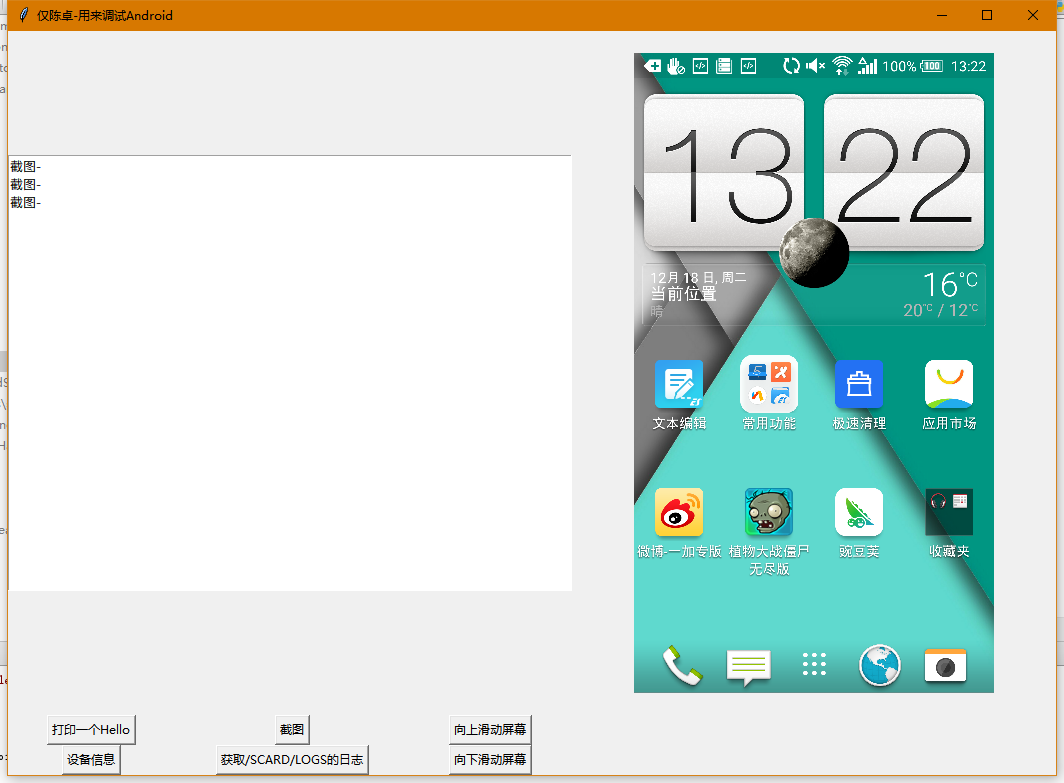 仅陈卓-用来调试Android
截图-
截图-
截图-
100% 100 13:22
13 22
12月 18 日, 周二
当前位置
晴
16°C
20°C / 12°C
文本编辑 常用功能 极速清理 应用市场
微博-一加专版 植物大战僵尸 豌豆荚 收藏夹
无尽版
打印一个Hello 截图 向上滑动屏幕
设备信息 获取/SCARD/LOGS的日志 向下滑动屏幕